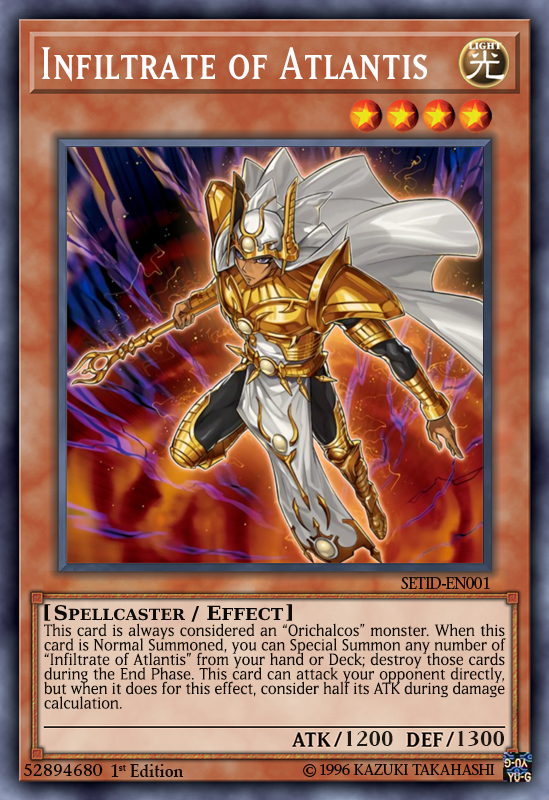 INFILTRATE OF ATLANTIS
LIGHT
光
SETID-EN001
[SPELLCASTER / EFFECT]
This card is always considered an “Orichalcos” monster. When this
card is Normal Summoned, you can Special Summon any number of
“Infiltrate of Atlantis” from your hand or Deck; destroy those cards
during the End Phase. This card can attack your opponent directly,
but when it does for this effect, consider half its ATK during damage
calculation.
ATK/1200 DEF/1300
52894680 1st Edition © 1996 KAZUKI TAKAHASHI
YU-G